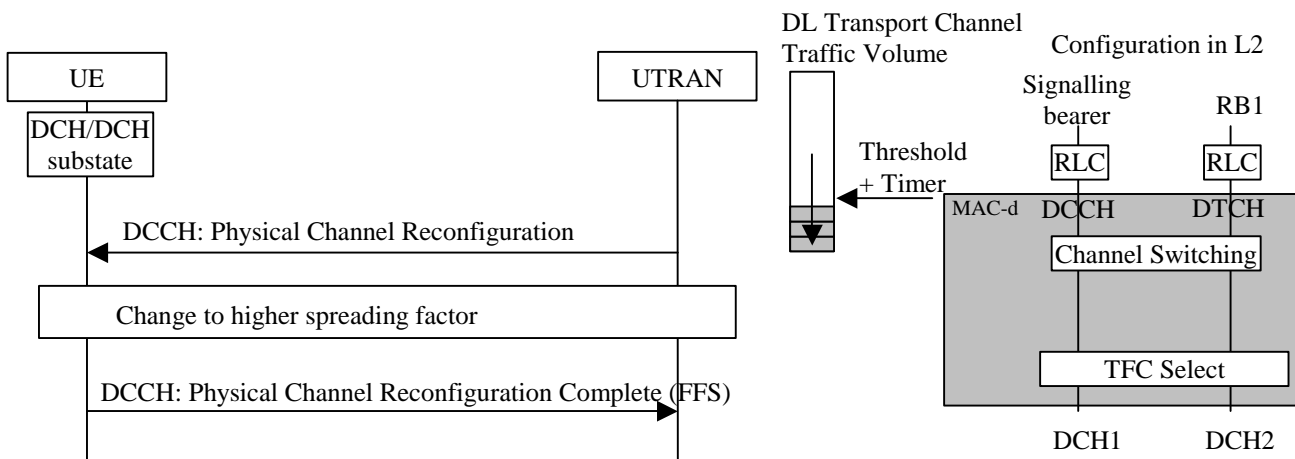 UE
UTRAN
DCH/DCH
substate
DCCH: Physical Channel Reconfiguration
Change to higher spreading factor
DCCH: Physical Channel Reconfiguration Complete (FFS)
DL Transport Channel
Traffic Volume
Threshold
+ Timer
Configuration in L2
Signalling
bearer
RB1
RLC
RLC
MAC-d
DCCH
DTCH
Channel Switching
TFC Select
DCH1
DCH2